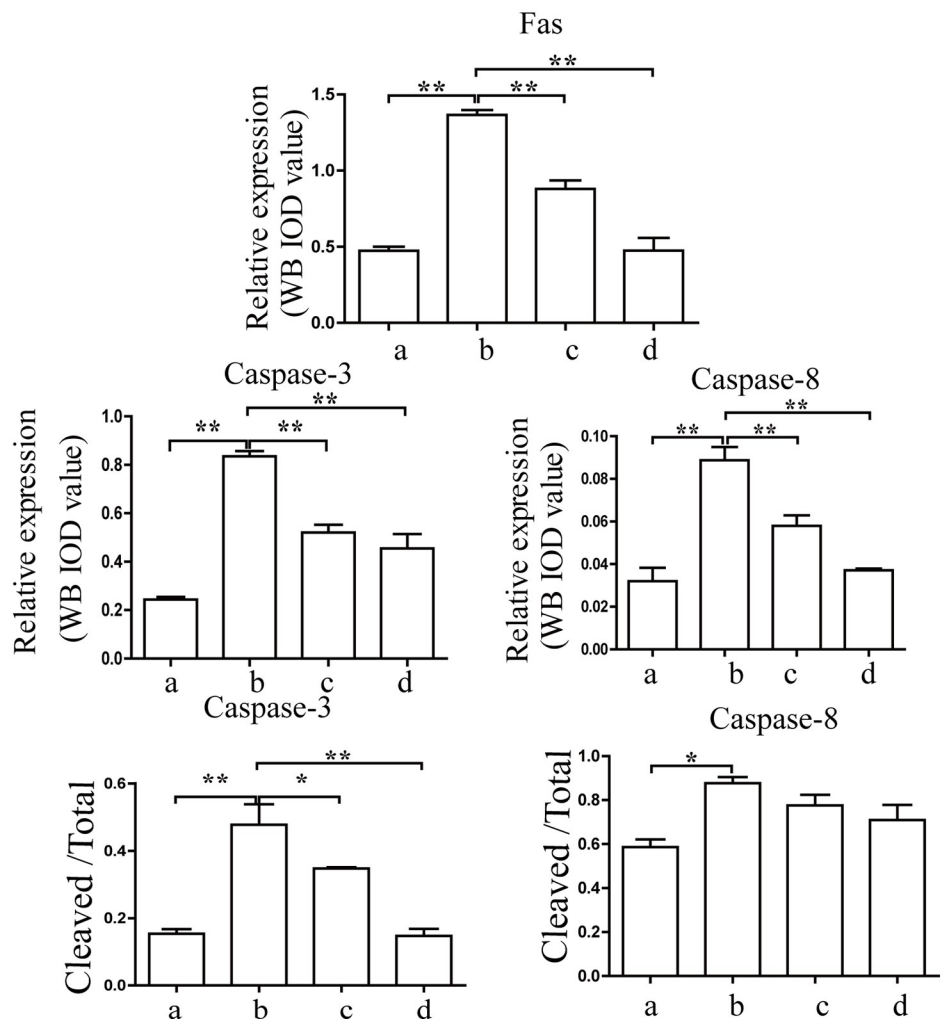 Fas
** 
** **
Relative expression
(WB IOD value)
1.5
1.0
0.5
0.0
a b c d
Caspase-3
**
** **
Relative expression
(WB IOD value)
1.0
0.8
0.6
0.4
0.2
0.0
a b c d
Caspase-8
**
** **
Relative expression
(WB IOD value)
0.10
0.08
0.06
0.04
0.02
0.00
a b c d
Caspase-3
**
** *
Cleaved /Total
0.6
0.4
0.2
0.0
a b c d
Caspase-8
*
Cleaved /Total
1.0
0.8
0.6
0.4
0.2
0.0
a b c d